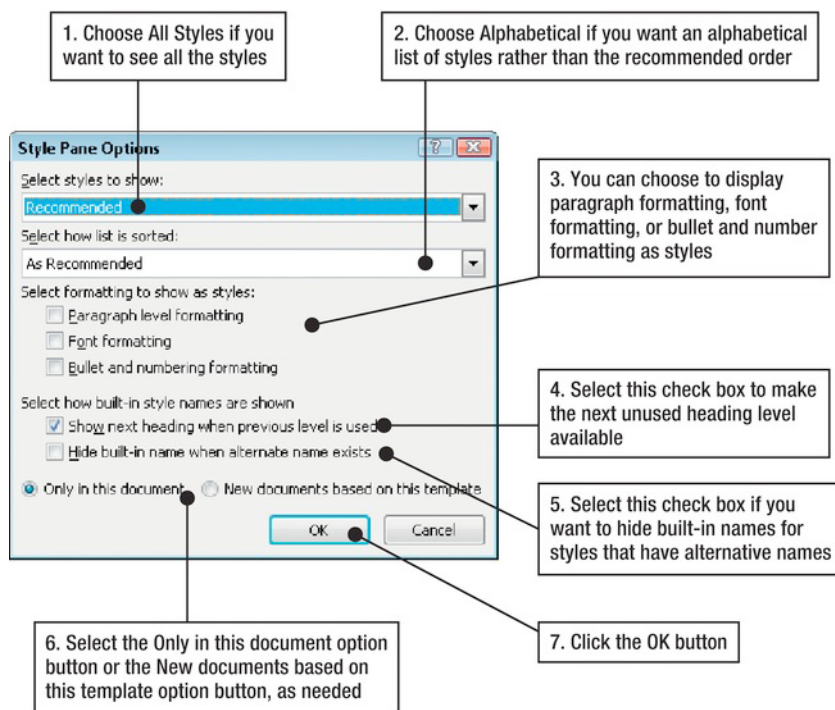 1. Choose All Styles if you
want to see all the styles
2. Choose Alphabetical if you want an alphabetical
list of styles rather than the recommended order
Style Pane Options
Select styles to show:
Recommended
Select how list is sorted:
As Recommended
Select formatting to show as styles:
Paragraph level formatting
Font formatting
Bullet and numbering formatting
Select how built-in style names are shown
Show next heading when previous level is used
Hide built-in name when alternate name exists
Only in this document
New documents based on this template
OK
Cancel
3. You can choose to display
paragraph formatting, font
formatting, or bullet and number
formatting as styles
4. Select this check box to make
the next unused heading level
available
5. Select this check box if you
want to hide built-in names for
styles that have alternative names
6. Select the Only in this document option
button or the New documents based on
this template option button, as needed
7. Click the OK button